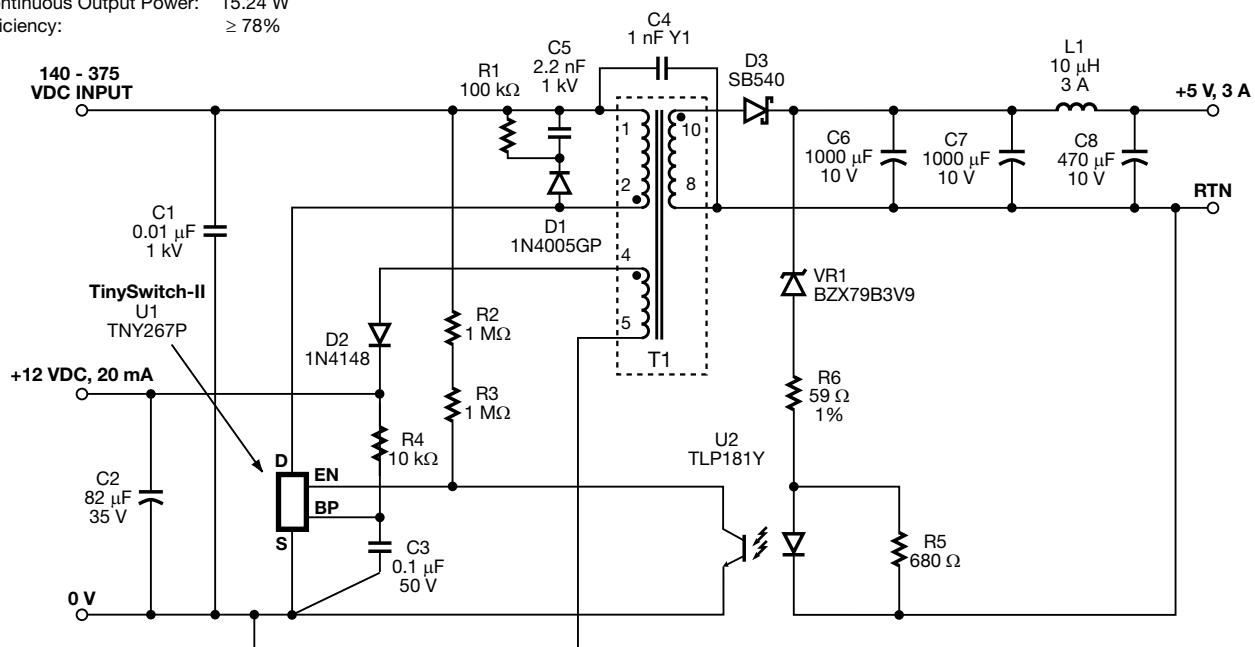 Continuous Output Power: 15.24 W
Efficiency: ≥ 78%
C4
1 nF Y1
C5
2.2 nF
1 kV
R1
100 kΩ
D3
SB540
L1
10 µH
3 A
140 - 375
VDC INPUT
+5 V, 3 A
1
10
2
8
C6
1000 µF
10 V
C7
1000 µF
10 V
C8
470 µF
10 V
RTN
C1
0.01 µF
1 kV
D1
1N4005GP
4
5
T1
VR1
BZX79B3V9
TinySwitch-II
U1
TNY267P
D2
1N4148
R2
1 MΩ
+12 VDC, 20 mA
R3
1 MΩ
R6
59 Ω
1%
R4
10 kΩ
U2
TLP181Y
D
EN
BP
S
C2
82 µF
35 V
C3
0.1 µF
50 V
R5
680 Ω
0 V